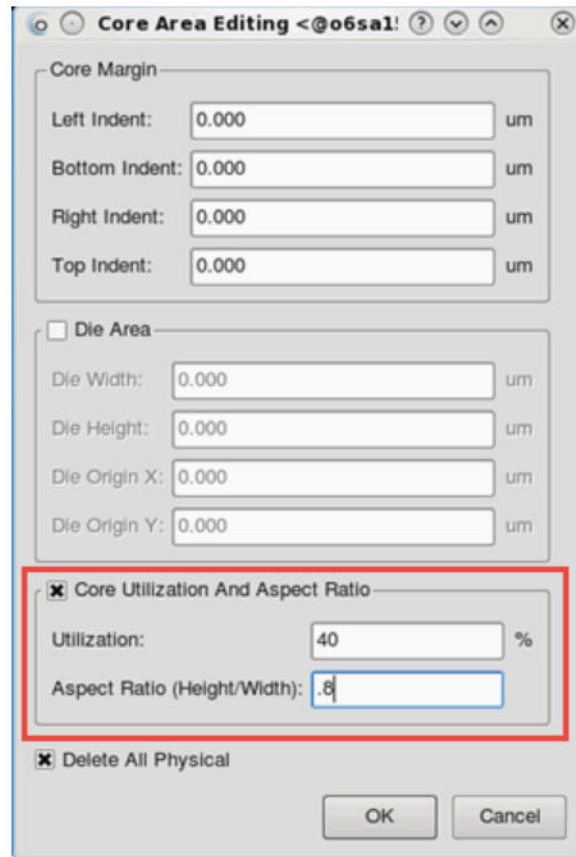 Core Area Editing <@o6sa1
Core Margin
Left Indent: 0.000 um
Bottom Indent: 0.000 um
Right Indent: 0.000 um
Top Indent: 0.000 um
Die Area
Die Width: 0.000 um
Die Height: 0.000 um
Die Origin X: 0.000 um
Die Origin Y: 0.000 um
Core Utilization And Aspect Ratio
Utilization: 40 %
Aspect Ratio (Height/Width): .8
Delete All Physical
OK Cancel